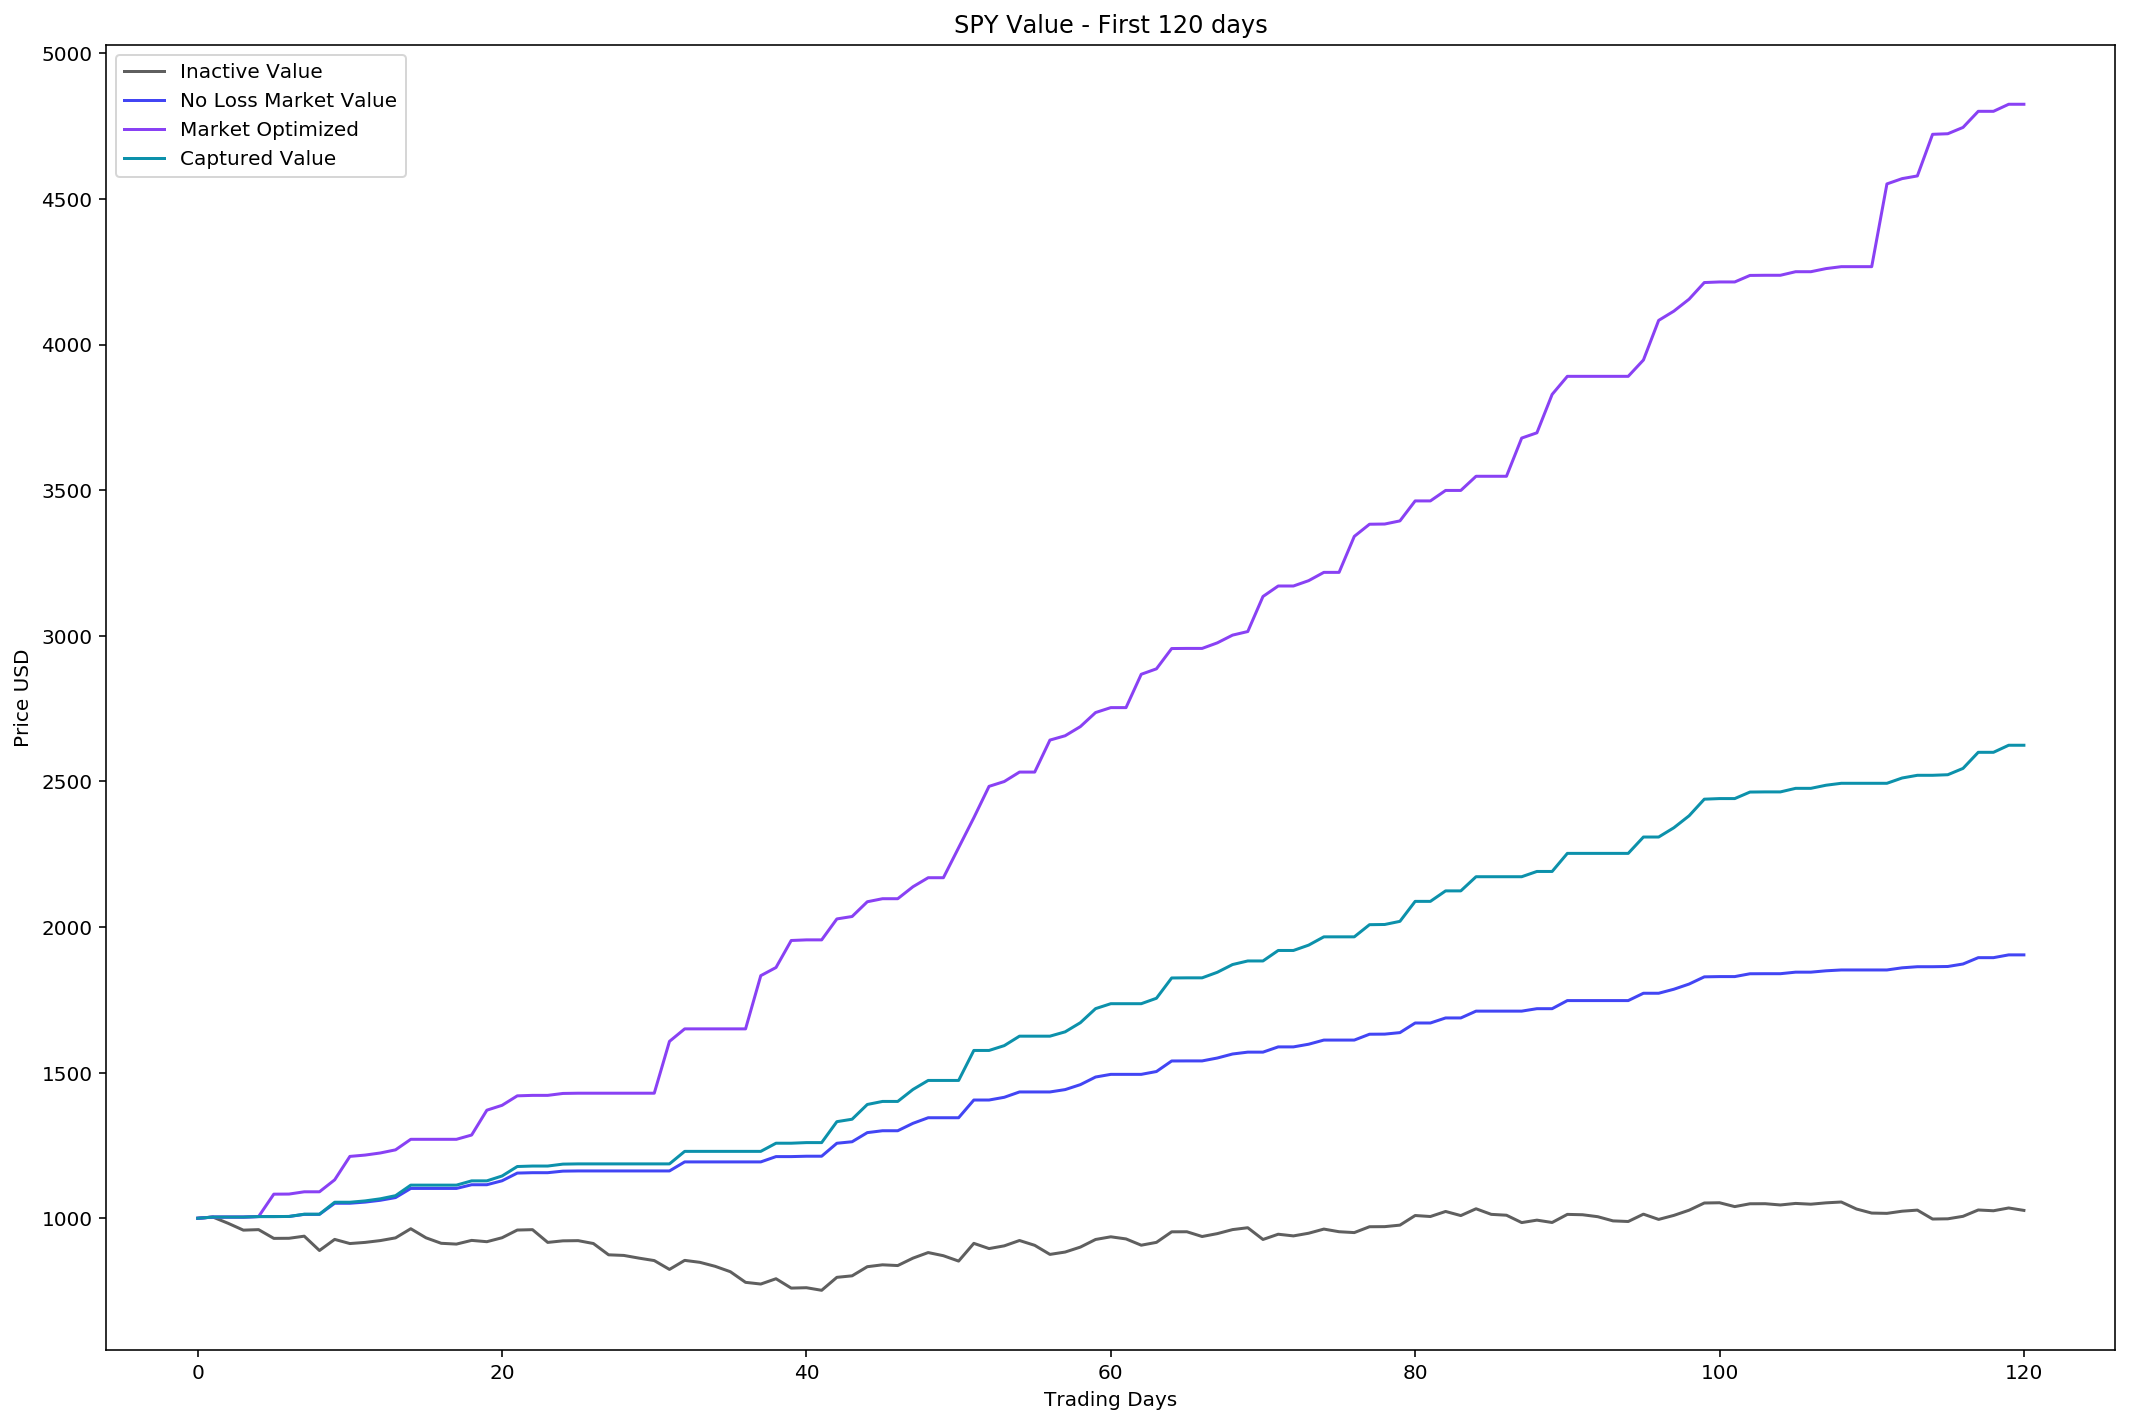 SPY Value - First 120 days
Inactive Value
No Loss Market Value
Market Optimized
Captured Value
5000
4500
4000
3500
3000
2500
2000
1500
1000
Price USD
0 20 40 60 80 100 120
Trading Days